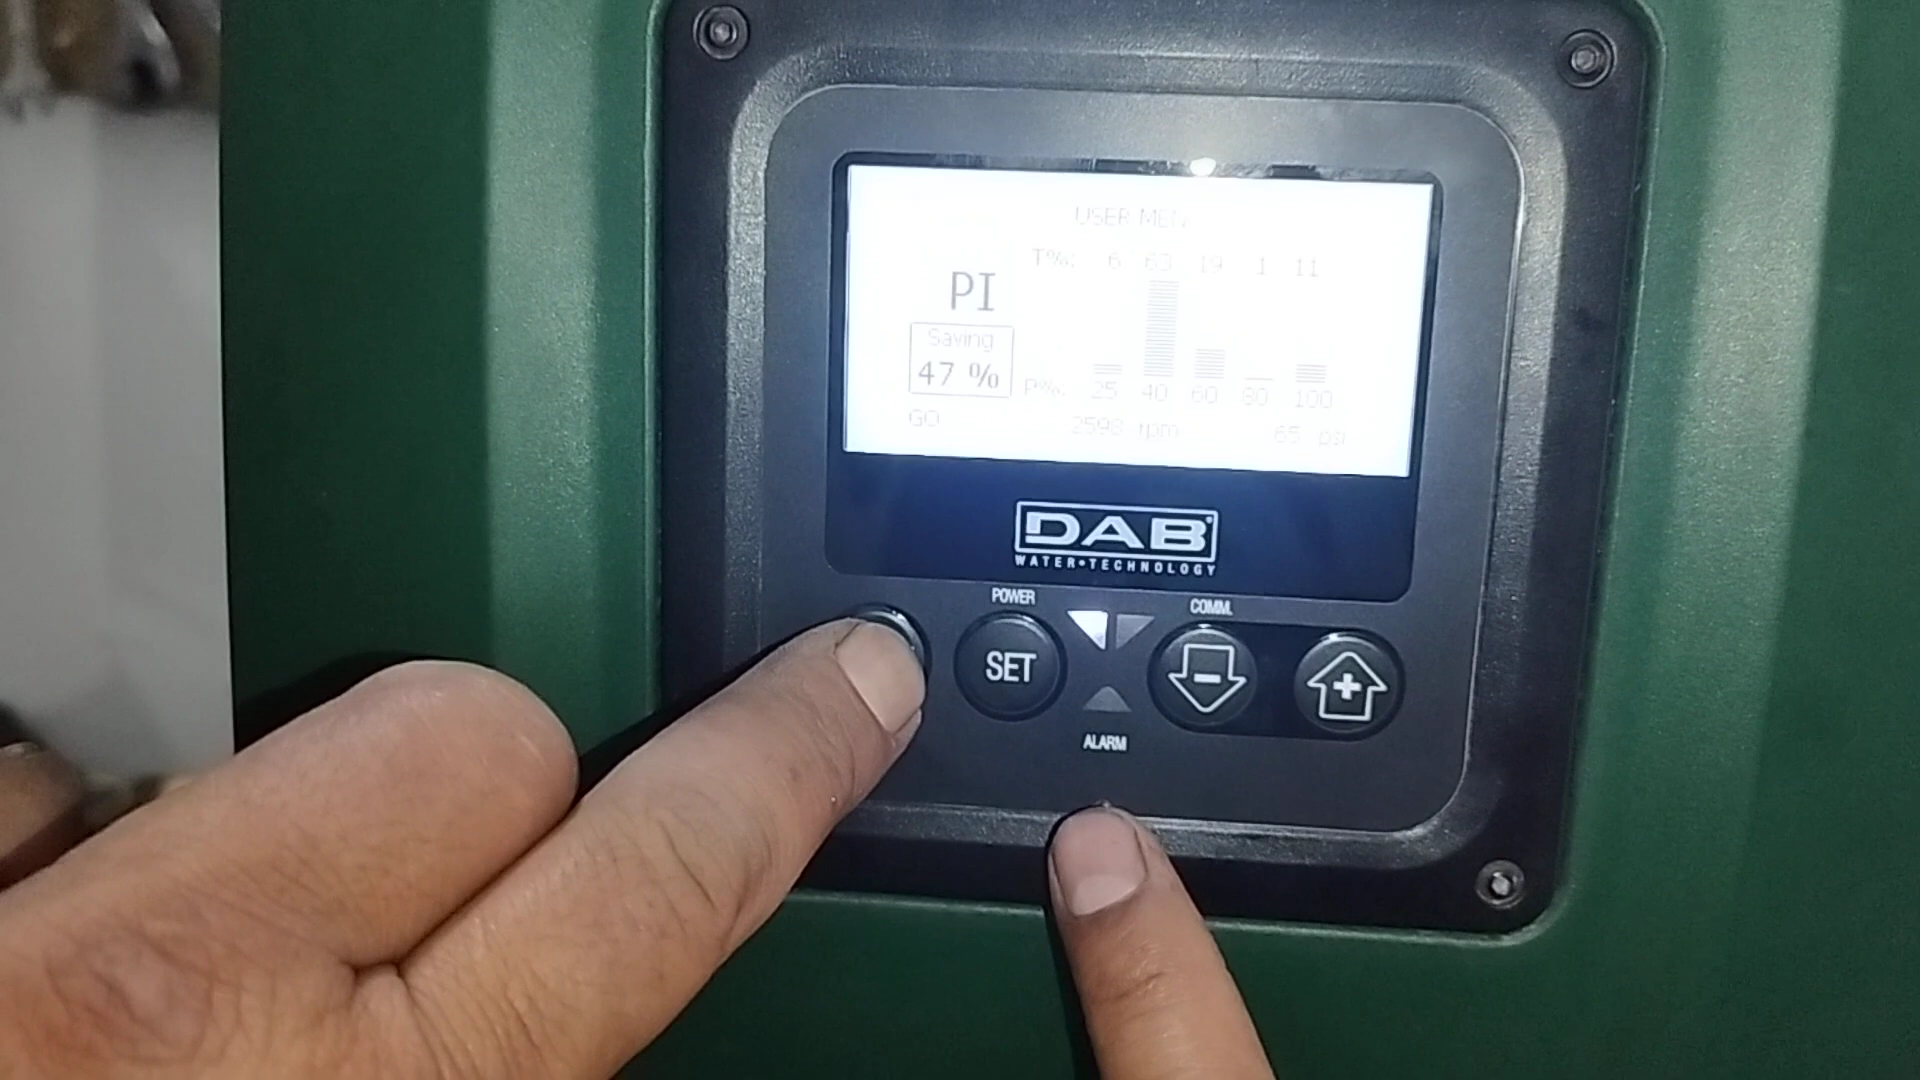 USER MEN
T%: 6 63 19 1 11
PI
Saving
47 %
P%: 25 40 60 80 100
GO 2598 rpm 65 psi
DAB
WATER•TECHNOLOGY
POWER COMM.
SET - +
ALARM